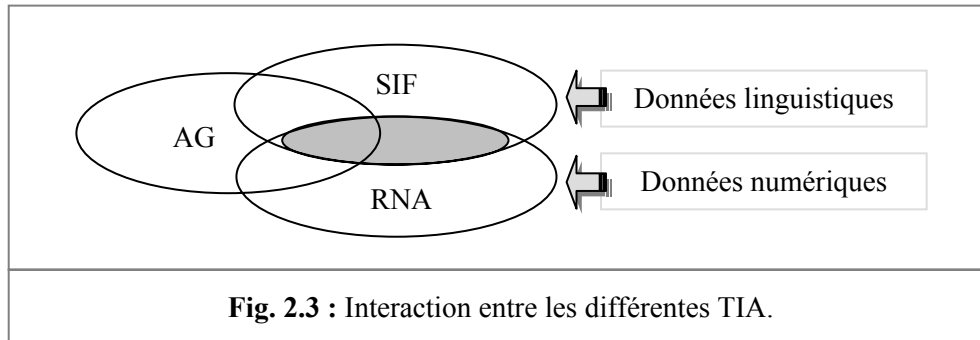 SIF
Données linguistiques
AG
Données numériques
RNA
Fig. 2.3 : Interaction entre les différentes TIA.